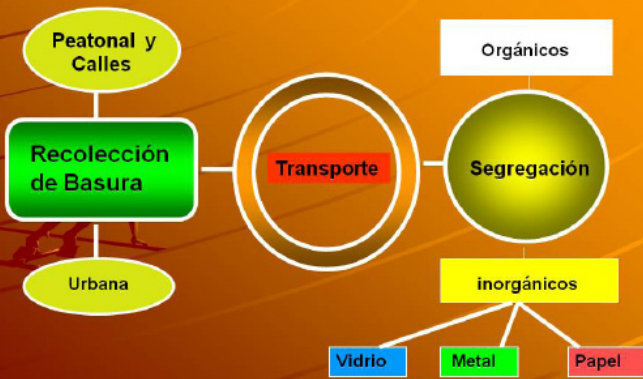 Peatonal y
Calles
Recolección
de Basura
Urbana
Transporte
Orgánicos
Segregación
inorgánicos
Vidrio
Metal
Papel